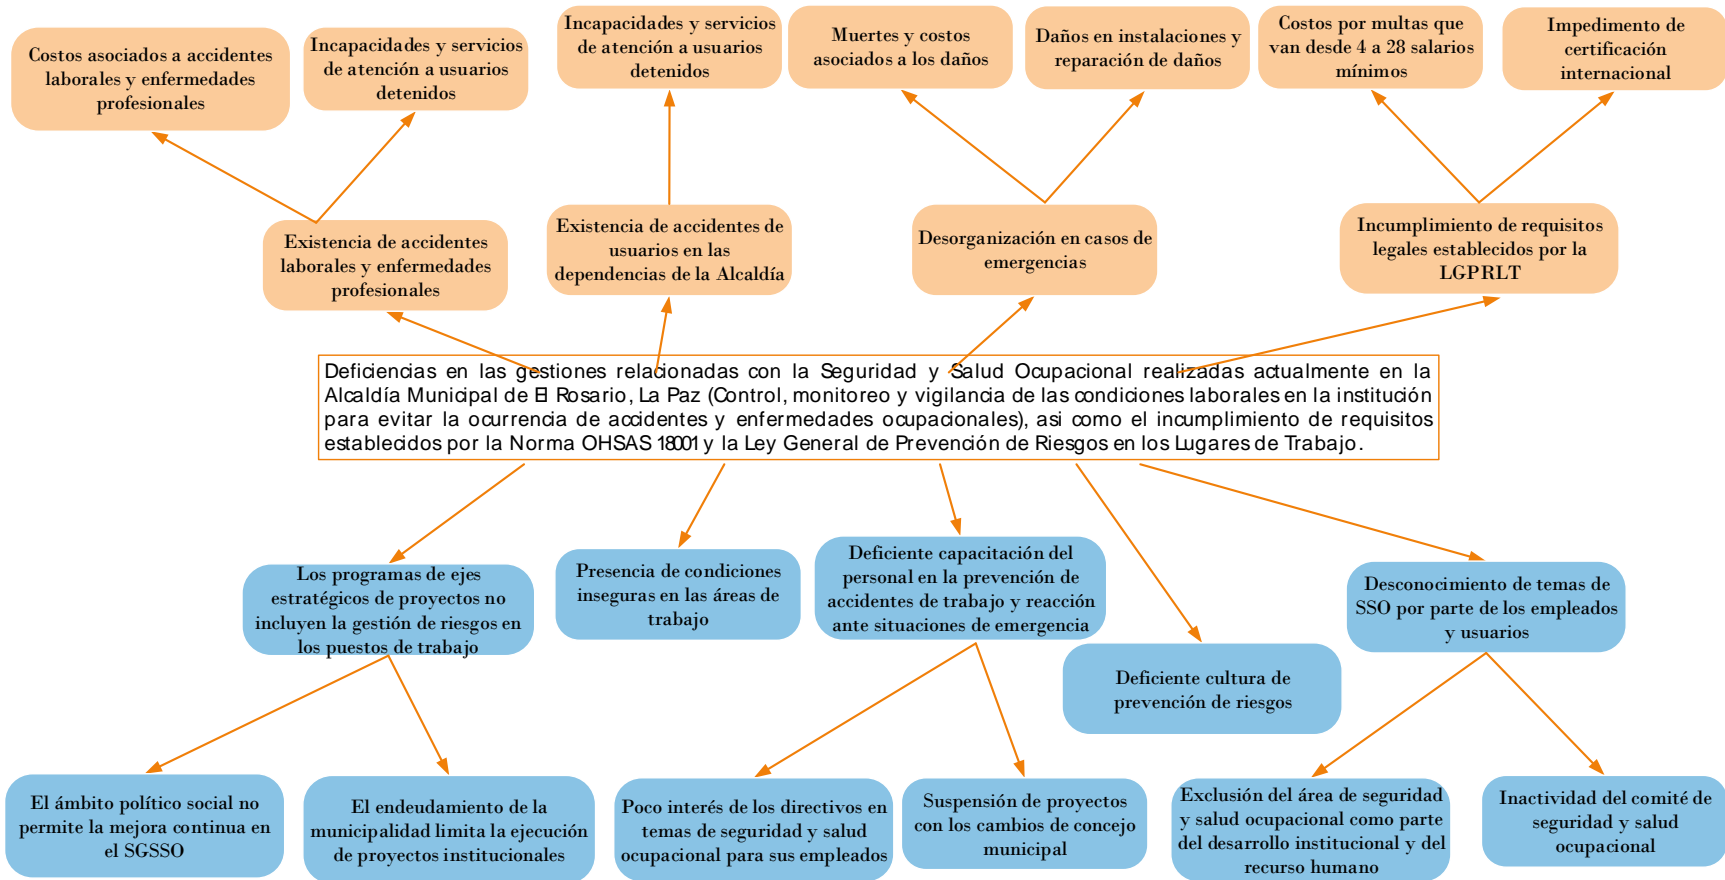 Costos asociados a accidentes
laborales y enfermedades
profesionales
Incapacidades y servicios
de atención a usuarios
detenidos
Incapacidades y servicios
de atención a usuarios
detenidos
Muertes y costos
asociados a los daños
Daños en instalaciones y
reparación de daños
Costos por multas que
van desde 4 a 28 salarios
mínimos
Impedimento de
certificación
internacional
Existencia de accidentes
laborales y enfermedades
profesionales
Existencia de accidentes de
usuarios en las
dependencias de la Alcaldía
Desorganización en casos de
emergencias
Incumplimiento de requisitos
legales establecidos por la
LGPRLT
Deficiencias en las gestiones relacionadas con la Seguridad y Salud Ocupacional realizadas actualmente en la
Alcaldía Municipal de El Rosario, La Paz (Control, monitoreo y vigilancia de las condiciones laborales en la institución
para evitar la ocurrencia de accidentes y enfermedades ocupacionales), asi como el incumplimiento de requisitos
establecidos por la Norma OHSAS 18001 y la Ley General de Prevención de Riesgos en los Lugares de Trabajo.
Los programas de ejes
estratégicos de proyectos no
incluyen la gestión de riesgos en
los puestos de trabajo
Presencia de condiciones
inseguras en las áreas de
trabajo
Deficiente capacitación del
personal en la prevención de
accidentes de trabajo y reacción
ante situaciones de emergencia
Deficiente cultura de
prevención de riesgos
Desconocimiento de temas de
SSO por parte de los empleados
y usuarios
El ámbito político social no
permite la mejora continua en
el SGSSO
El endeudamiento de la
municipalidad limita la ejecución
de proyectos institucionales
Poco interés de los directivos en
temas de seguridad y salud
ocupacional para sus empleados
Suspensión de proyectos
con los cambios de concejo
municipal
Exclusión del área de seguridad
y salud ocupacional como parte
del desarrollo institucional y del
recurso humano
Inactividad del comité de
seguridad y salud
ocupacional